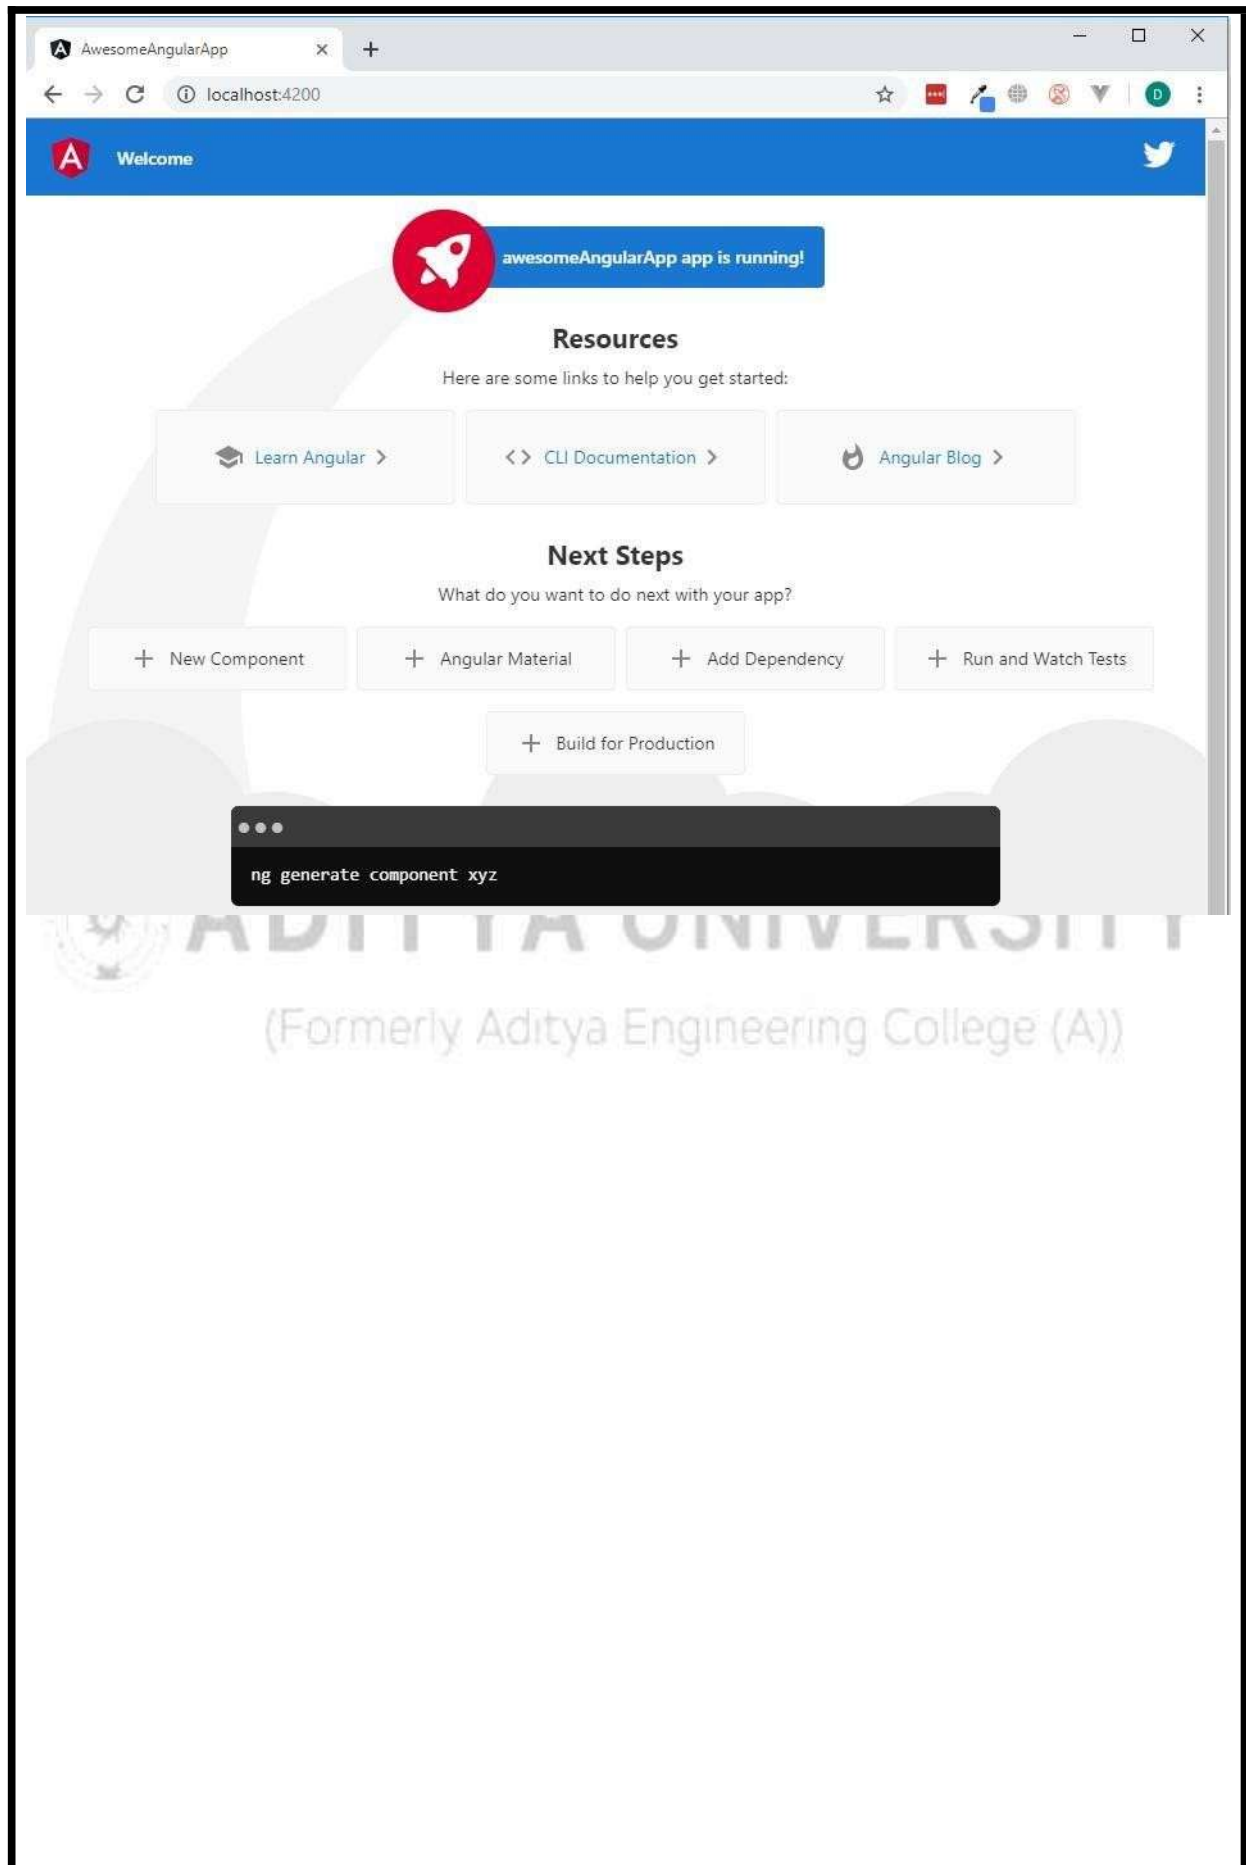 AwesomeAngularApp
localhost:4200
D
Welcome
awesomeAngularApp app is running!
Resources
Here are some links to help you get started:
Learn Angular
CLI Documentation
Angular Blog
Next Steps
What do you want to do next with your app?
New Component
Angular Material
Add Dependency
Run and Watch Tests
Build for Production
ng generate component xyz
ADITYA UNIVERSITY
(Formerly Aditya Engineering College (A))